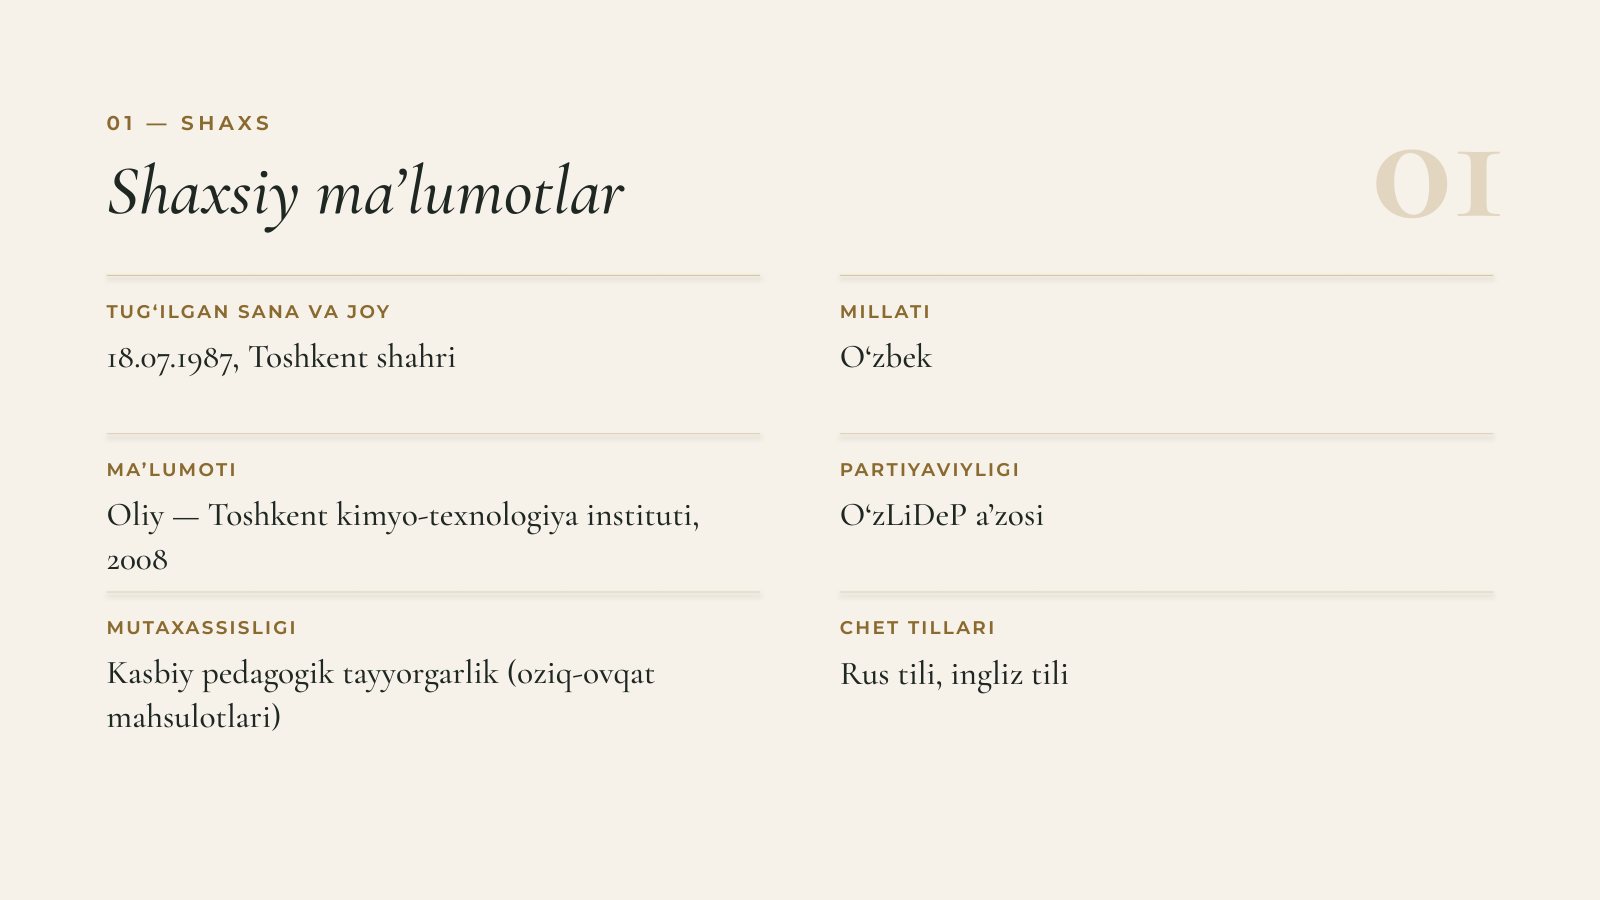 01 — SHAXS
Shaxsiy ma’lumotlar
01
TUG‘ILGAN SANA VA JOY
18.07.1987, Toshkent shahri
MILLATI
O‘zbek
MA’LUMOTI
Oliy — Toshkent kimyo-texnologiya instituti,
2008
PARTIYAVIYLIGI
O‘zLiDeP a’zosi
MUTAXASSISLIGI
Kasbiy pedagogik tayyorgarlik (oziq-ovqat
mahsulotlari)
CHET TILLARI
Rus tili, ingliz tili